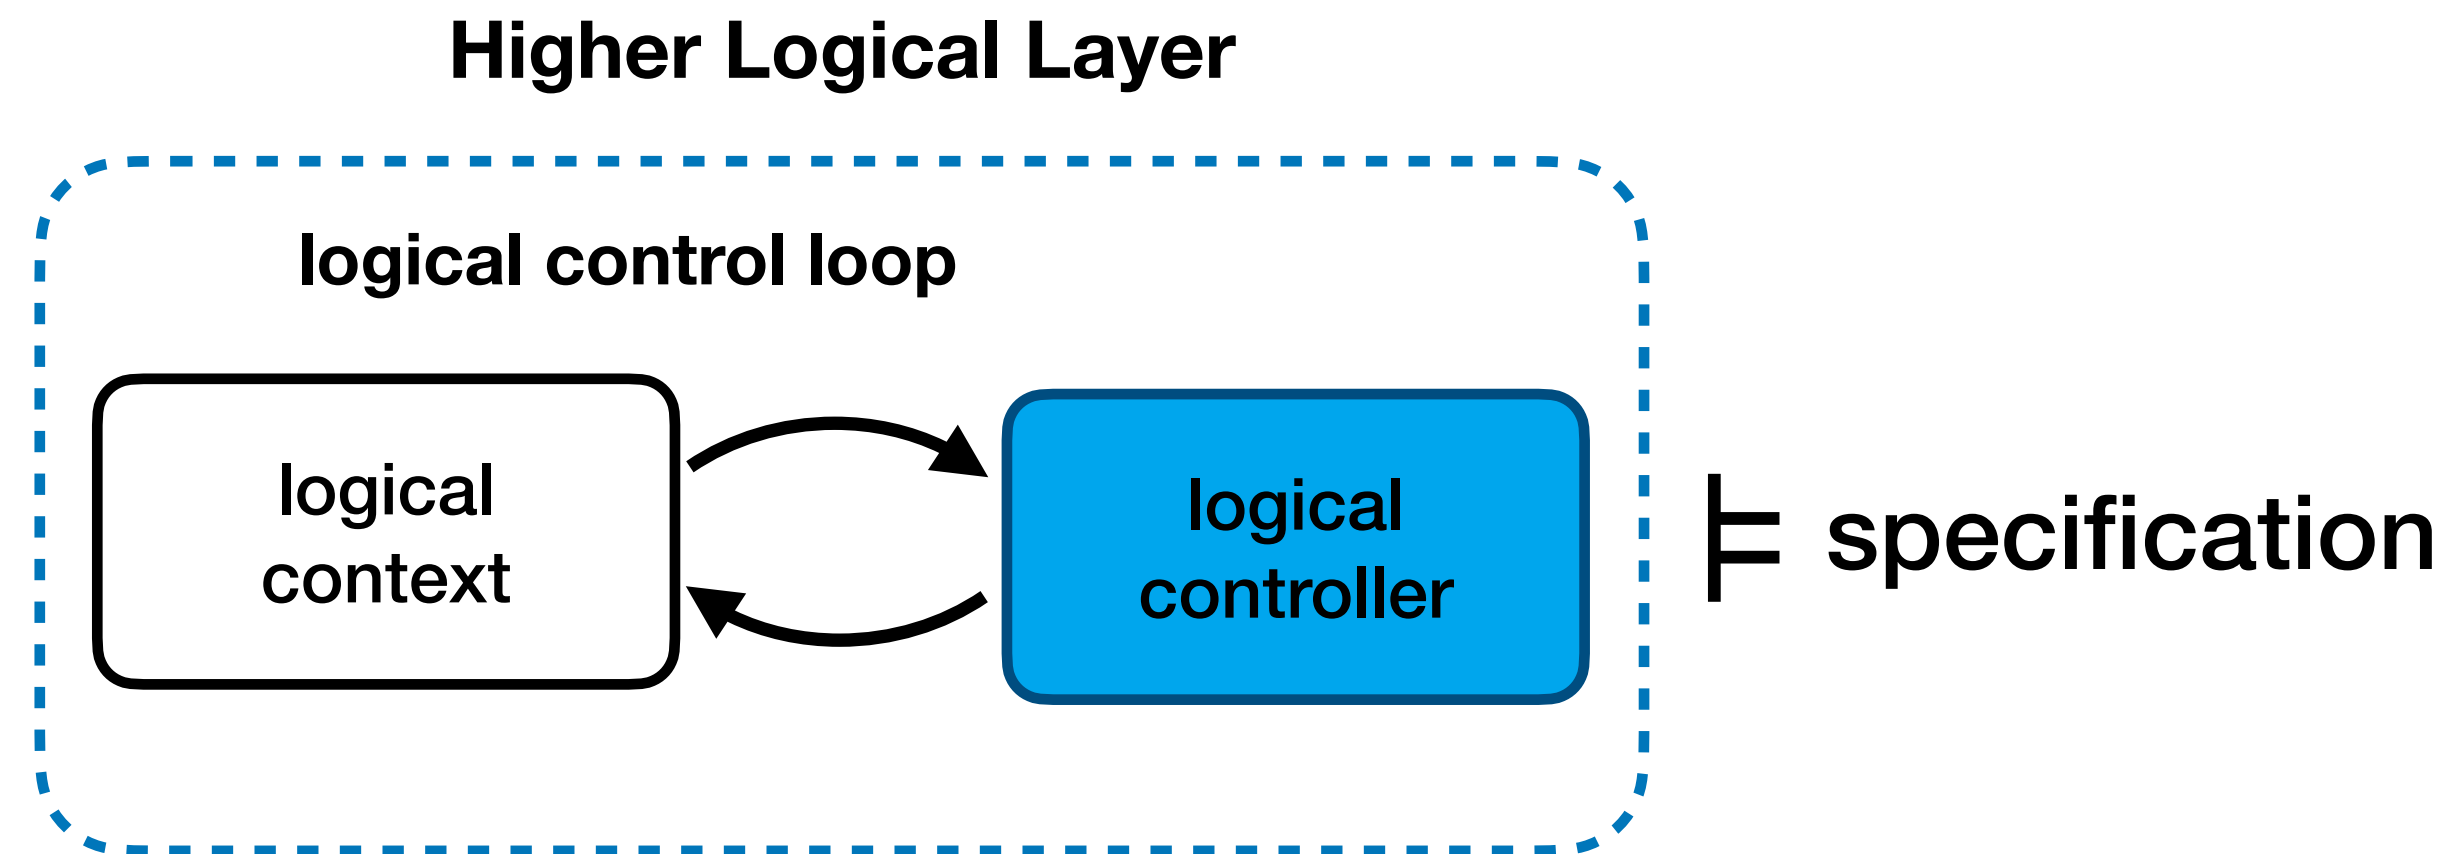 Higher Logical Layer
logical control loop
logical
context
logical
controller
⊨ specification